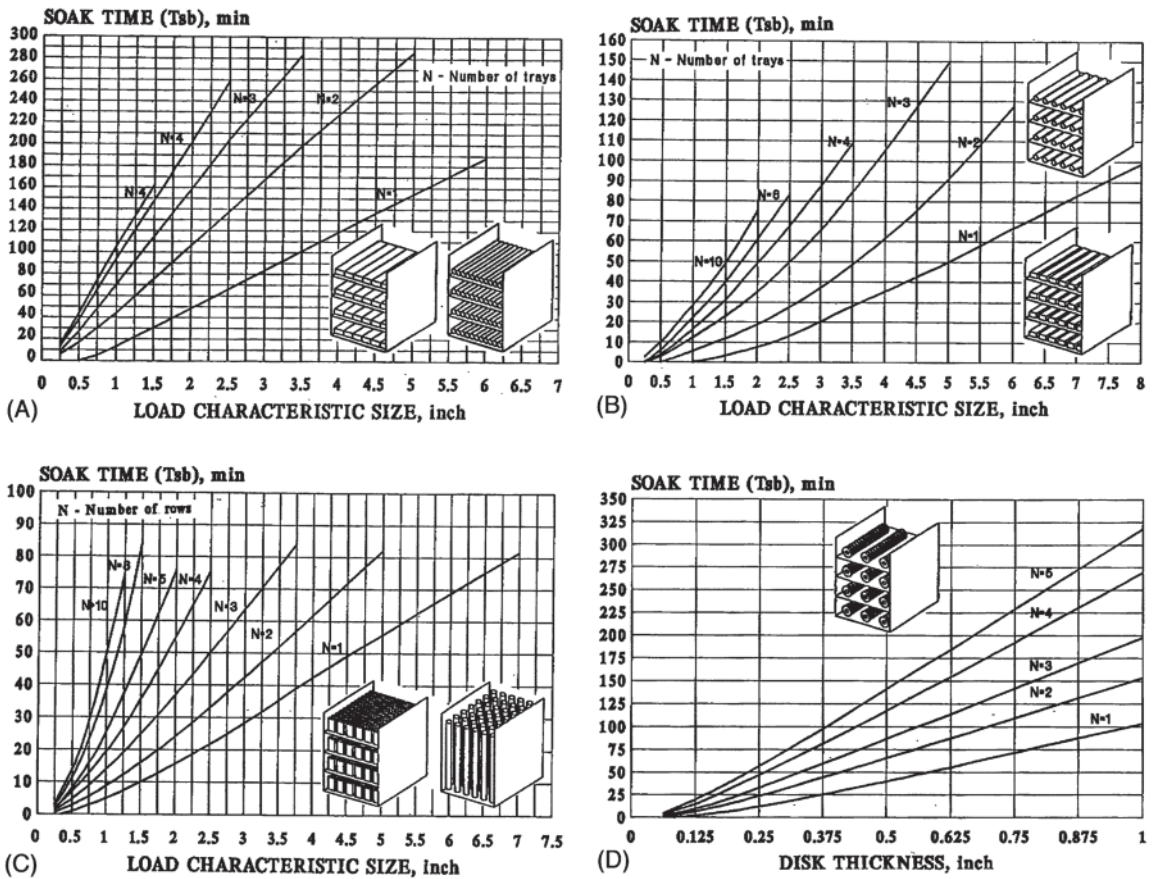 SOAK TIME (Tsb), min
300
280
260
240
220
200
180
160
140
120
100
80
60
40
20
0
N - Number of trays
N=3
N=2
N=4
N=4
N=1
0 0.5 1 1.5 2 2.5 3 3.5 4 4.5 5 5.5 6 6.5 7
(A)
LOAD CHARACTERISTIC SIZE, inch
SOAK TIME (Tsb), min
160
150
140
130
120
110
100
90
80
70
60
50
40
30
20
10
0
N - Number of trays
N=3
N=4
N=2
N=6
N=1
N=10
0 0.5 1 1.5 2 2.5 3 3.5 4 4.5 5 5.5 6 6.5 7 7.5 8
(B)
LOAD CHARACTERISTIC SIZE, inch
SOAK TIME (Tsb), min
100
90
80
70
60
50
40
30
20
10
0
N - Number of rows
N=8
N=5
N=4
N=10
N=3
N=2
N=1
0 0.5 1 1.5 2 2.5 3 3.5 4 4.5 5 5.5 6 6.5 7 7.5
(C)
LOAD CHARACTERISTIC SIZE, inch
SOAK TIME (Tsb), min
350
325
300
275
250
225
200
175
150
125
100
75
50
25
0
N=5
N=4
N=3
N=2
N=1
0 0.125 0.25 0.375 0.5 0.625 0.75 0.875 1
(D)
DISK THICKNESS, inch